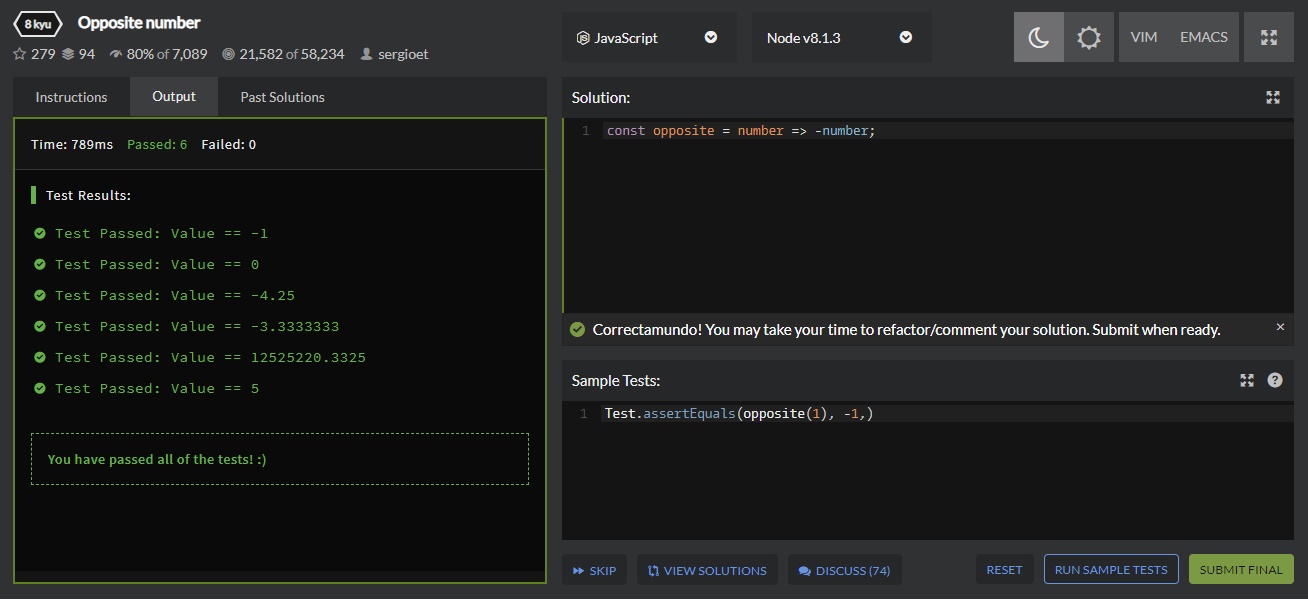 8 kyu Opposite number
279 94 80% of 7,089 21,582 of 58,234 sergioet
JavaScript
Node v8.1.3
VIM EMACS
Instructions Output Past Solutions
Time: 789ms Passed: 6 Failed: 0
Test Results:
Test Passed: Value == -1
Test Passed: Value == 0
Test Passed: Value == -4.25
Test Passed: Value == -3.3333333
Test Passed: Value == 12525220.3325
Test Passed: Value == 5
You have passed all of the tests! :)
Solution:
1 const opposite = number => -number;
Correctamundo! You may take your time to refactor/comment your solution. Submit when ready. ×
Sample Tests:
?
1 Test.assertEquals(opposite(1), -1,)
SKIP VIEW SOLUTIONS DISCUSS (74) RESET RUN SAMPLE TESTS SUBMIT FINAL